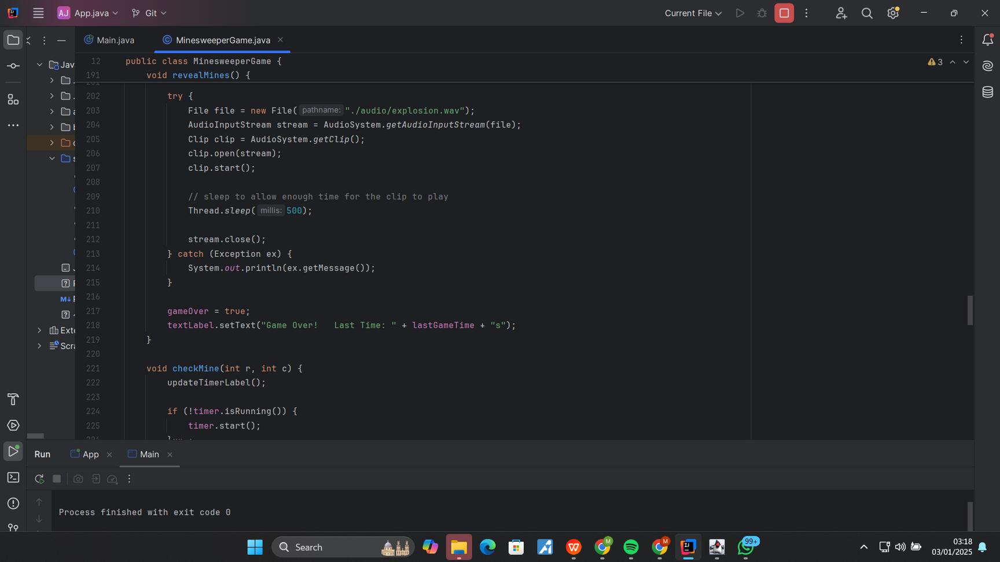 AJ App.java Git Current File
Main.java MinesweeperGame.java
12 public class MinesweeperGame { 3
191 void revealMines() {
202 try {
203 File file = new File( pathname: "./audio/explosion.wav");
204 AudioInputStream stream = AudioSystem.getAudioInputStream(file);
205 Clip clip = AudioSystem.getClip();
206 clip.open(stream);
207 clip.start();
208
209 // sleep to allow enough time for the clip to play
210 Thread.sleep( millis: 500);
211
212 stream.close();
213 } catch (Exception ex) {
214 System.out.println(ex.getMessage());
215 }
216
217 gameOver = true;
218 textLabel.setText("Game Over!   Last Time: " + lastGameTime + "s");
219 }
220
221 void checkMine(int r, int c) {
222 updateTimerLabel();
223
224 if (!timer.isRunning()) {
225 timer.start();
Jav
M↓
Exte
Scra
Run App Main
Process finished with exit code 0
Search 99+ 03:18
03/01/2025